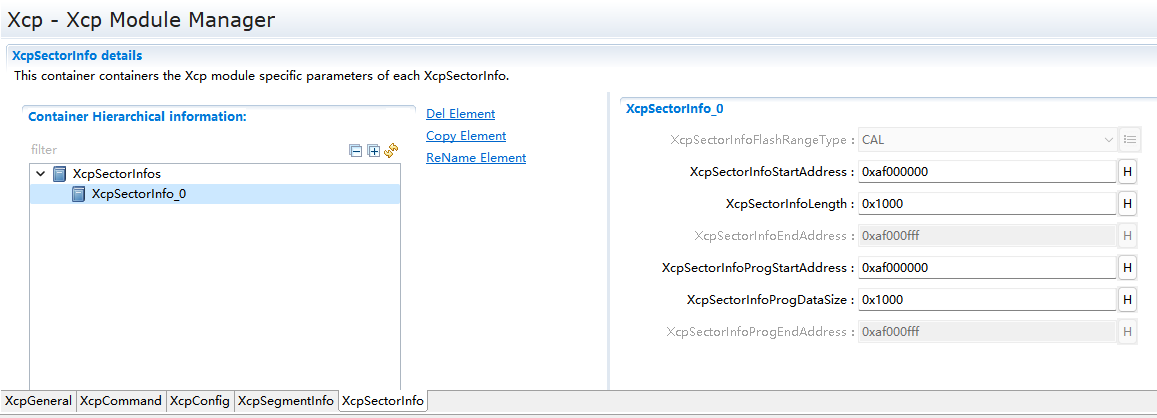 Xcp - Xcp Module Manager
XcpSectorInfo details
This container containers the Xcp module specific parameters of each XcpSectorInfo.
Container Hierarchical information:
filter
XcpSectorInfos
XcpSectorInfo_0
Del Element
Copy Element
ReName Element
XcpSectorInfo_0
XcpSectorInfoFlashRangeType : CAL
XcpSectorInfoStartAddress : 0xaf000000 H
XcpSectorInfoLength : 0x1000 H
XcpSectorInfoEndAddress : 0xaf000fff H
XcpSectorInfoProgStartAddress : 0xaf000000 H
XcpSectorInfoProgDataSize : 0x1000 H
XcpSectorInfoProgEndAddress : 0xaf000fff H
XcpGeneral XcpCommand XcpConfig XcpSegmentInfo XcpSectorInfo